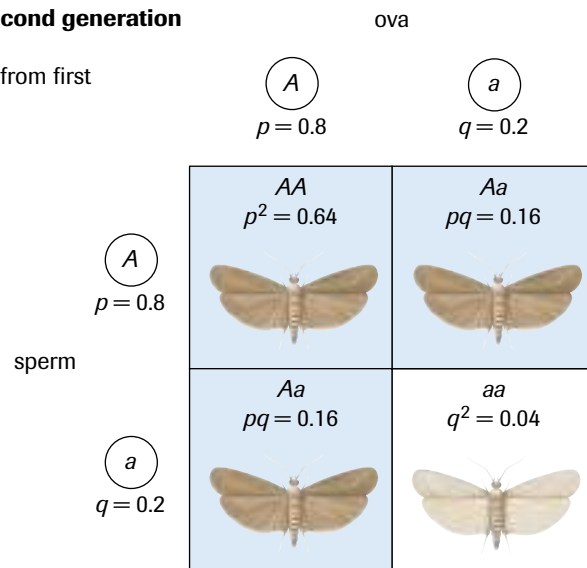 cond generation
ova
from first
A
a
p = 0.8
q = 0.2
AA
Aa
p² = 0.64
pq = 0.16
A
p = 0.8
sperm
Aa
aa
pq = 0.16
q² = 0.04
a
q = 0.2